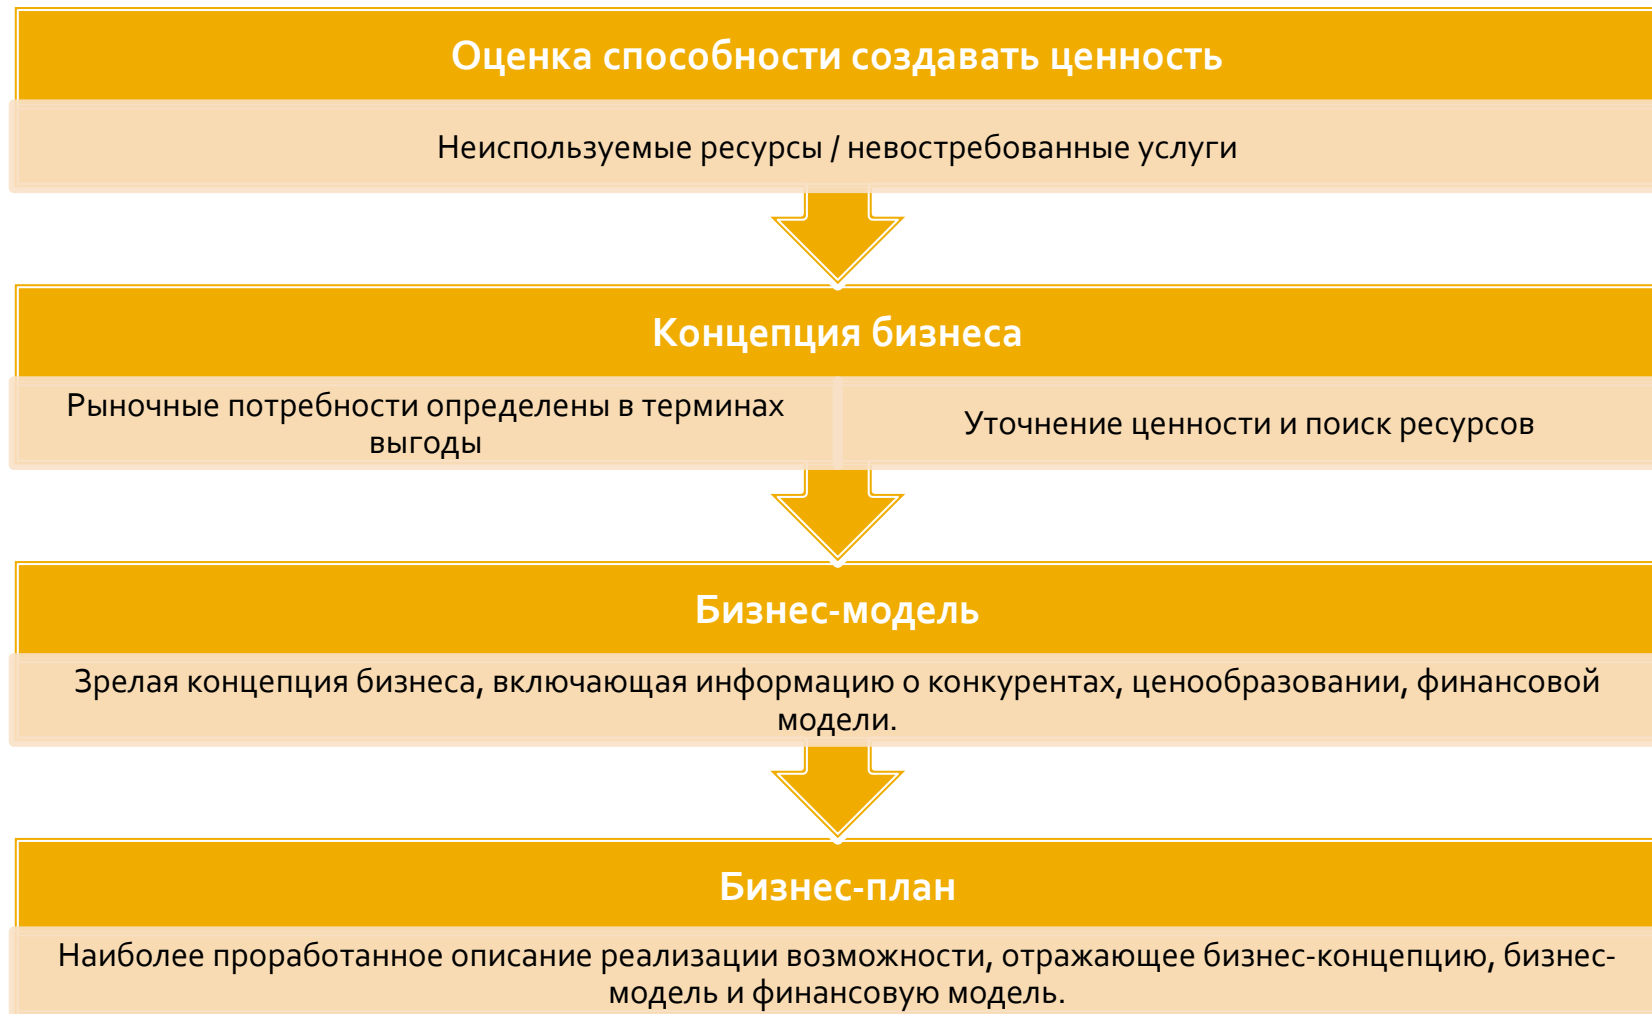 Оценка способности создавать ценность
Неиспользуемые ресурсы / невостребованные услуги
Концепция бизнеса
Рыночные потребности определены в терминах
выгоды
Уточнение ценности и поиск ресурсов
Бизнес-модель
Зрелая концепция бизнеса, включающая информацию о конкурентах, ценообразовании, финансовой
модели.
Бизнес-план
Наиболее проработанное описание реализации возможности, отражающее бизнес-концепцию, бизнес-
модель и финансовую модель.